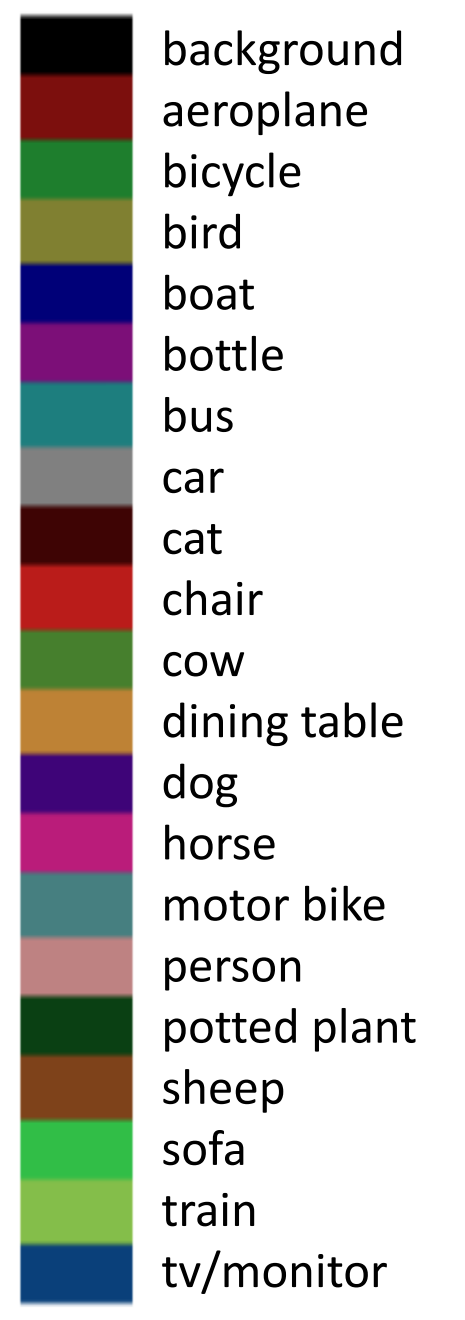 background
aeroplane
bicycle
bird
boat
bottle
bus
car
cat
chair
cow
dining table
dog
horse
motor bike
person
potted plant
sheep
sofa
train
tv/monitor